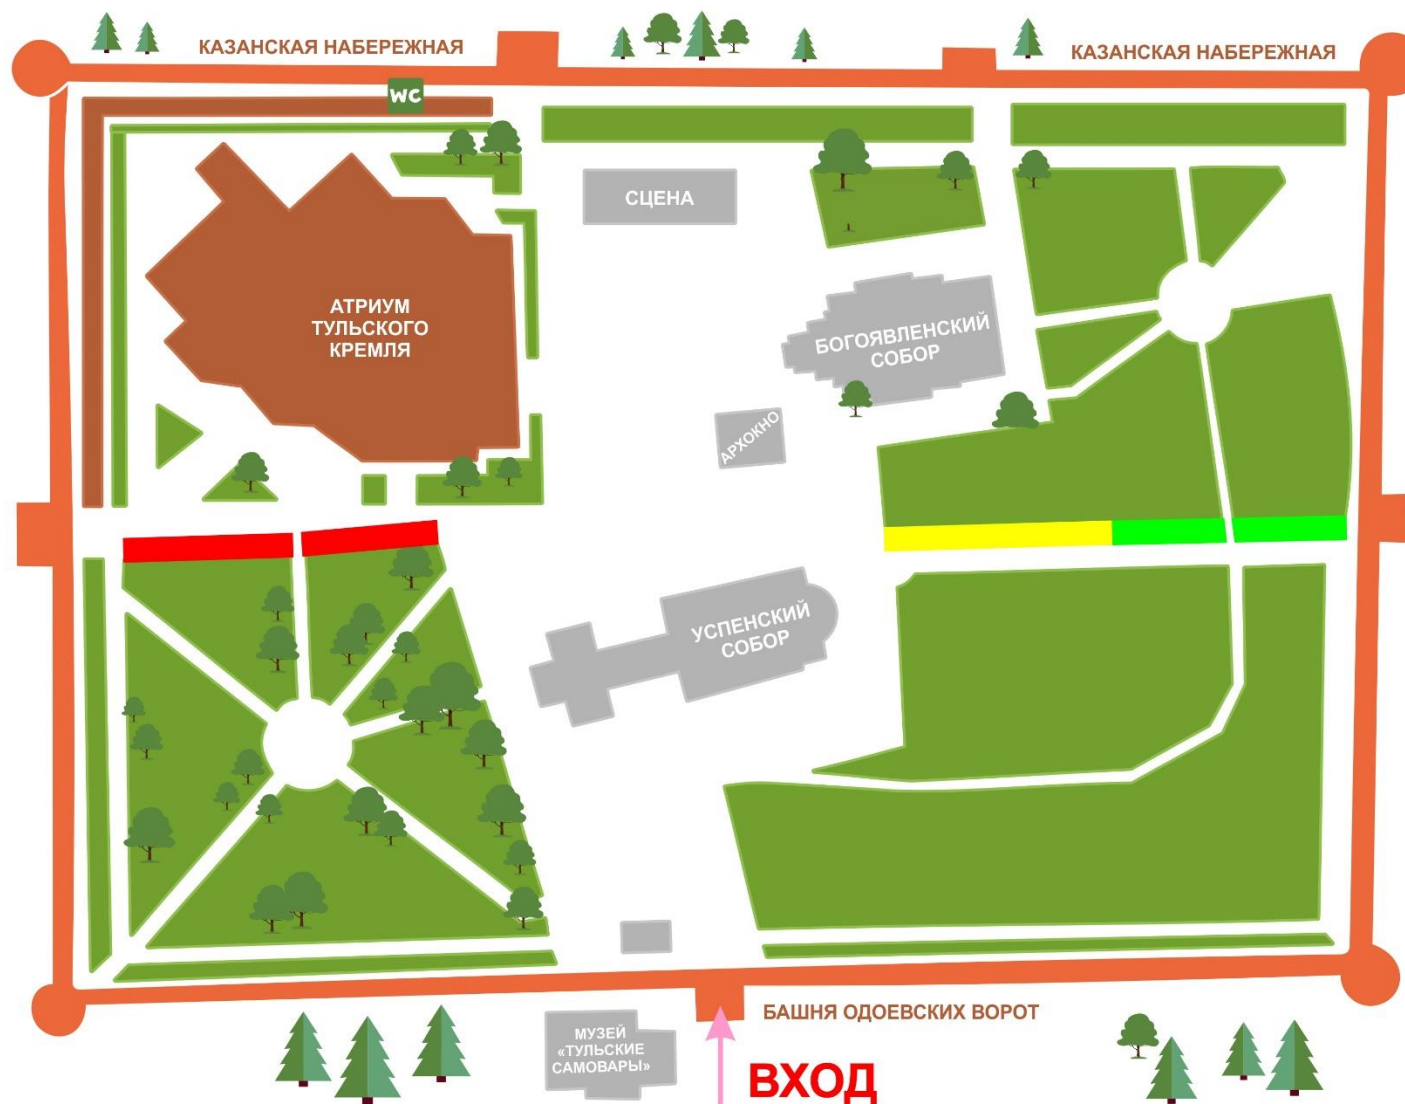 КАЗАНСКАЯ НАБЕРЕЖНАЯ
КАЗАНСКАЯ НАБЕРЕЖНАЯ
WC
СЦЕНА
АТРИУМ
ТУЛЬСКОГО
КРЕМЛЯ
БОГОЯВЛЕНСКИЙ
СОБОР
АРХОКНО
УСПЕНСКИЙ
СОБОР
БАШНЯ ОДОЕВСКИХ ВОРОТ
МУЗЕЙ
«ТУЛЬСКИЕ
САМОВАРЫ»
ВХОД